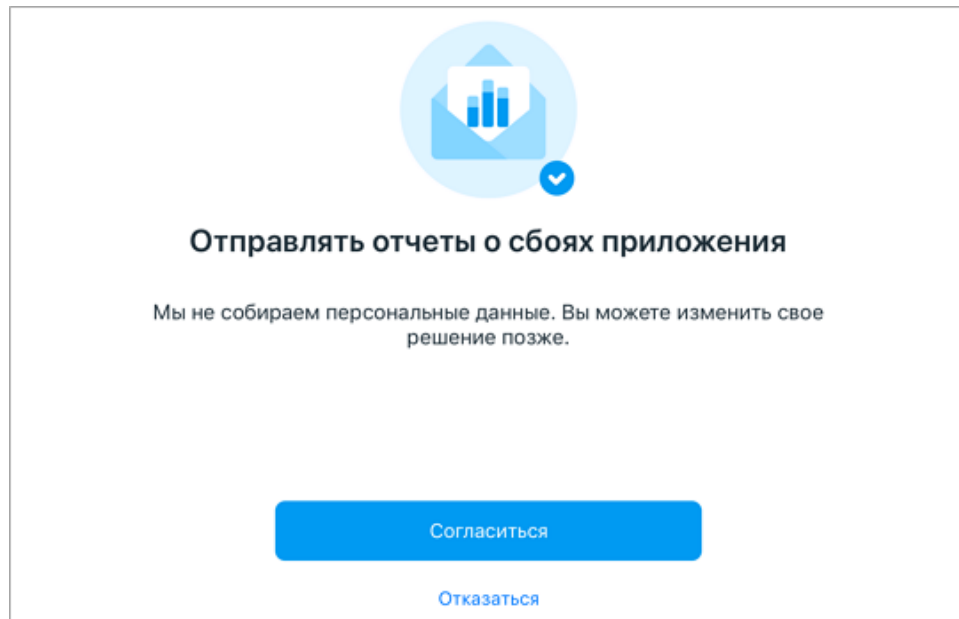 Отправлять отчеты о сбоях приложения
Мы не собираем персональные данные. Вы можете изменить свое
решение позже.
Согласиться
Отказаться